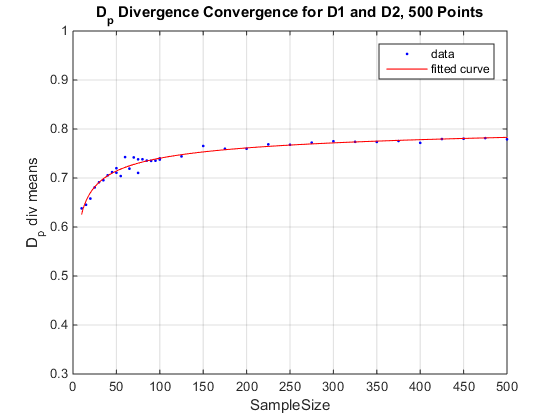 D_p Divergence Convergence for D1 and D2, 500 Points
data
fitted curve
1
0.9
0.8
0.7
0.6
0.5
0.4
0.3
D_p div means
0 50 100 150 200 250 300 350 400 450 500
SampleSize